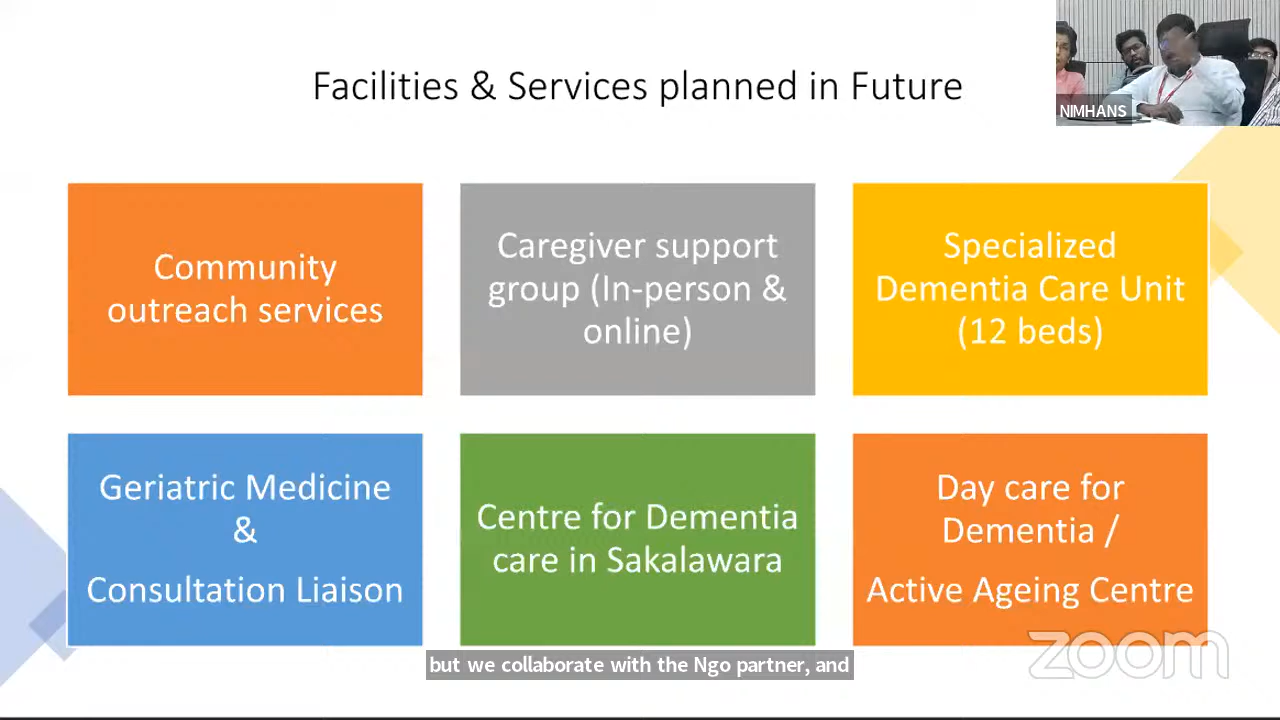 Facilities & Services planned in Future
NIMHANS
Community
outreach services
Caregiver support
group (In-person &
online)
Specialized
Dementia Care Unit
(12 beds)
Geriatric Medicine
&
Consultation Liaison
Centre for Dementia
care in Sakalawara
Day care for
Dementia /
Active Ageing Centre
zoom
but we collaborate with the Ngo partner, and